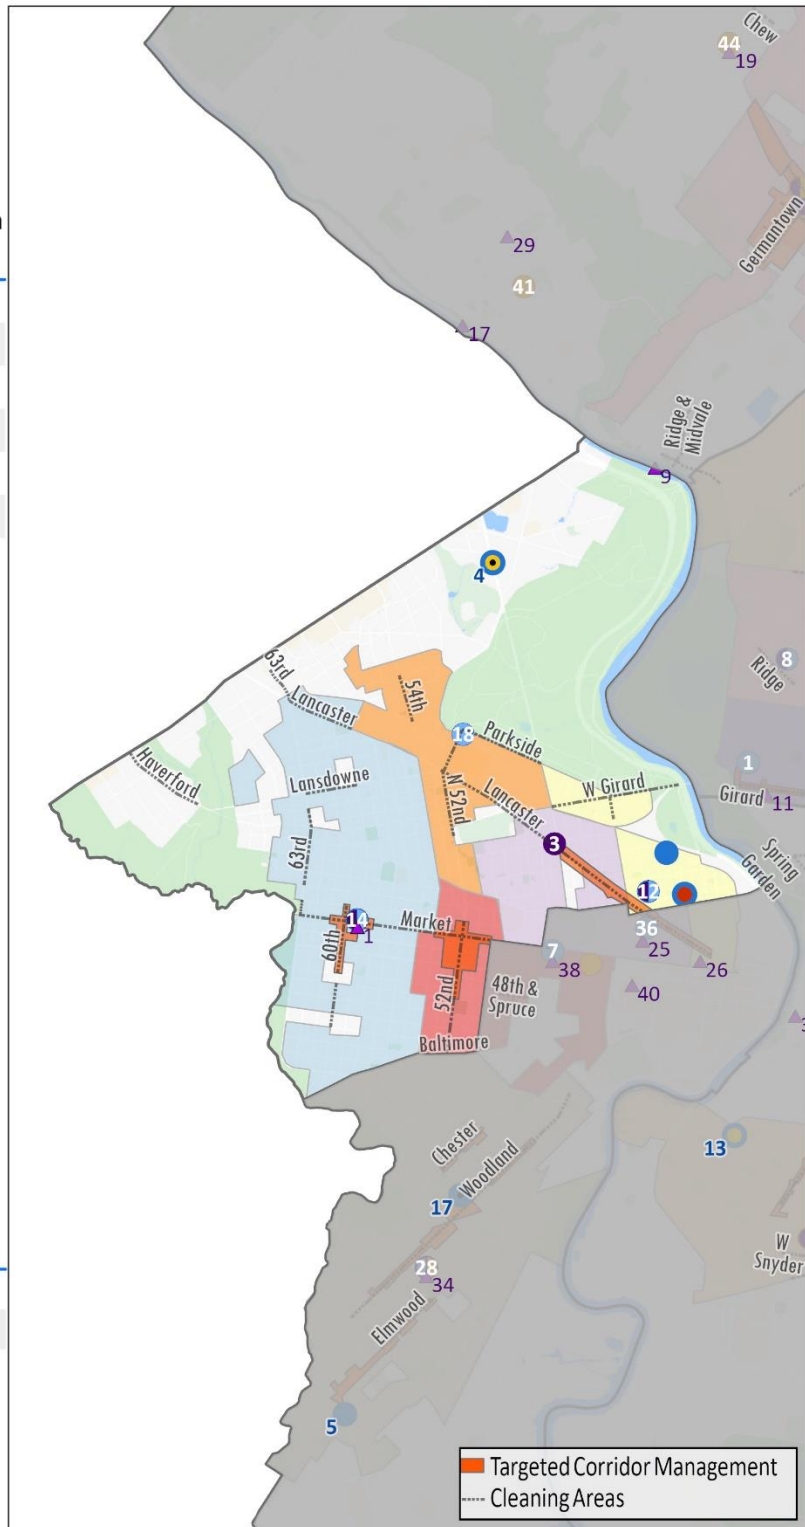 Chew
44
19
Germantown
29
41
17
Ridge &
Midvale
9
4
63rd
Lancaster
54th
8
Ridge
18
Parkside
Haverford
Lansdowne
N 52nd
Lancaster
W Girard
1
Girard
11
63rd
3
Spring
Garden
12
14
1
Market
36
60th
25
7
38
26
52nd
48th &
Spruce
40
3
Baltimore
Chester
13
Woodland
17
W
Snyder
28
34
Elmwood
5
Targeted Corridor Management
Cleaning Areas